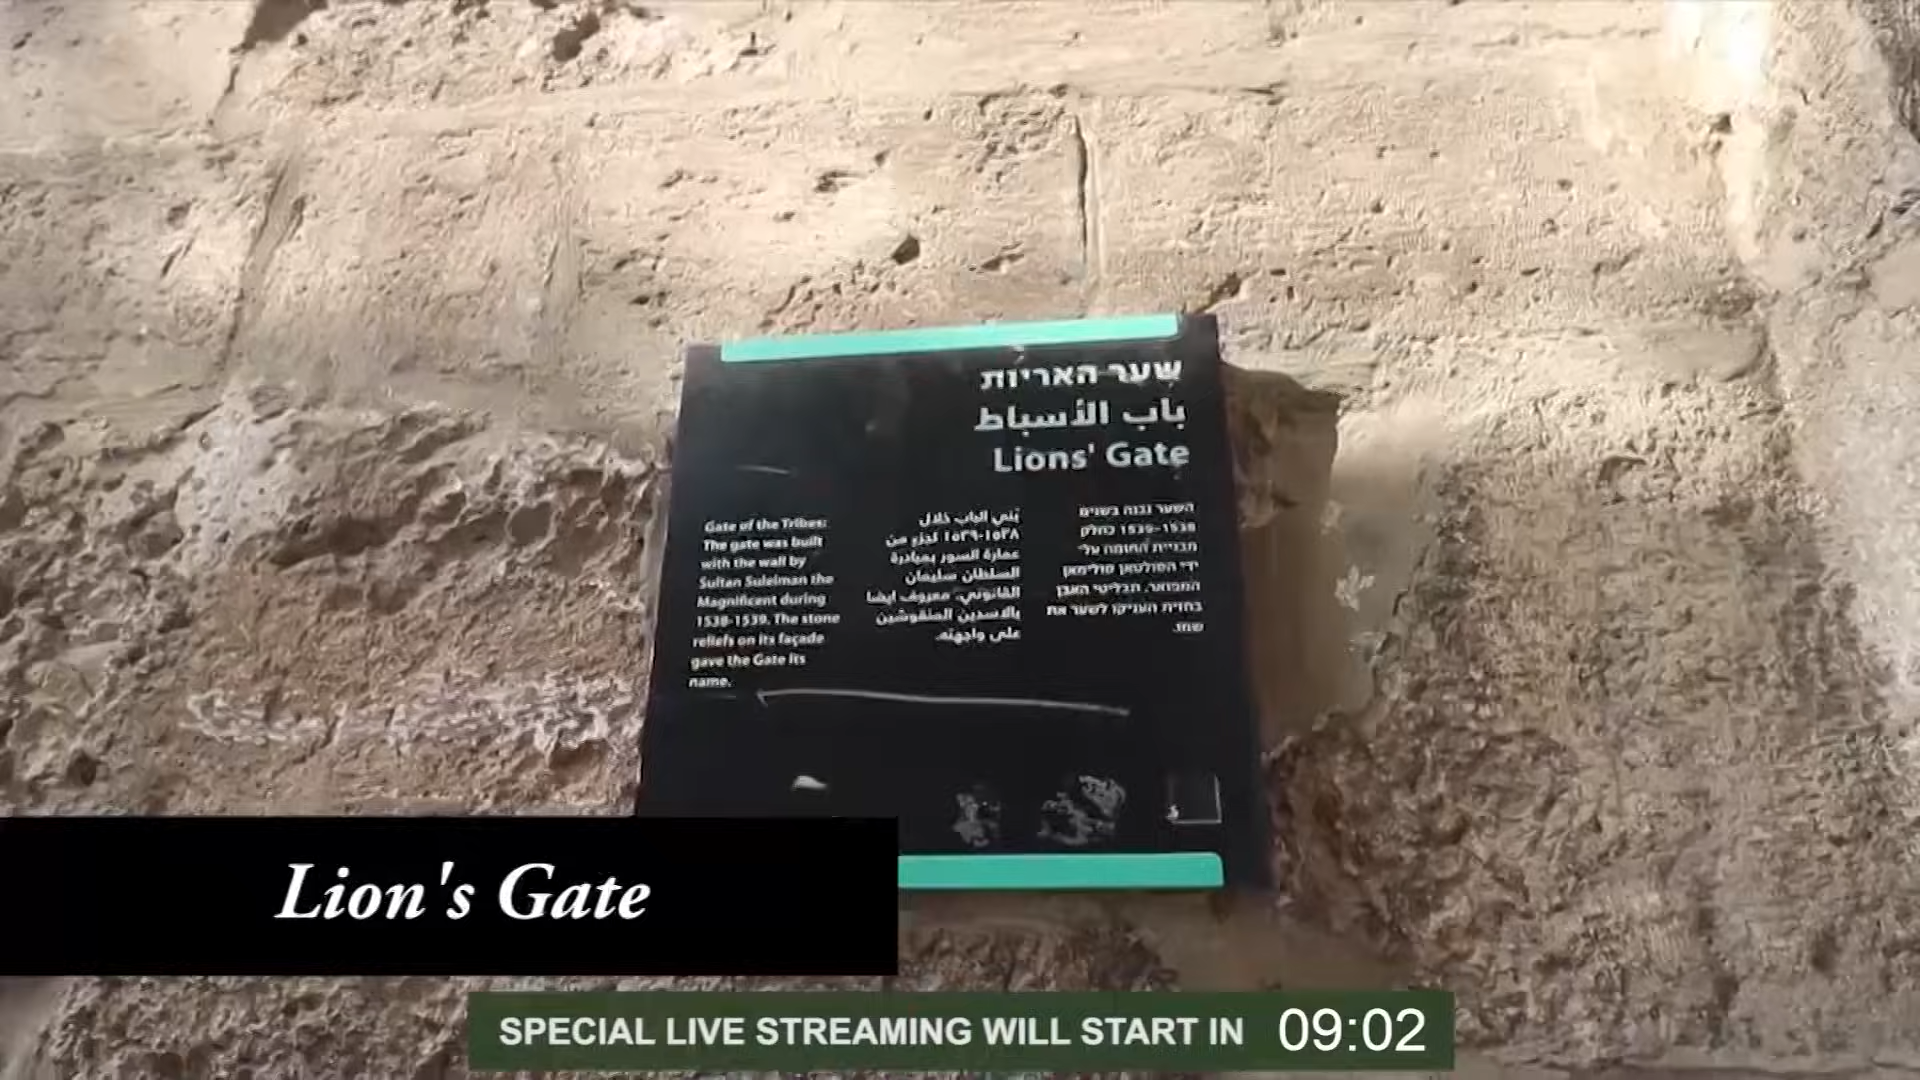 שער האריות
باب الأسباط
Lions' Gate
Gate of the Tribes:
The gate was built
with the wall by
Sultan Suleiman the
Magnificent during
1538-1539. The stone
reliefs on its façade
gave the Gate its
name.
بُني الباب خلال
١٥٣٨-١٥٣٩ لجزء من
عمارة السور بمبادرة
السلطان سليمان
القانوني. معروف ايضا
بالاسدين المنقوشين
على واجهته.
השער נבנה בשנים
1538-1539 כחלק
מבניית החומה על-
ידי הסולטאן סולימאן
המפואר. תבליטי האבן
בחזית העניקו לשער את
שמו.
Lion's Gate
SPECIAL LIVE STREAMING WILL START IN 09:02